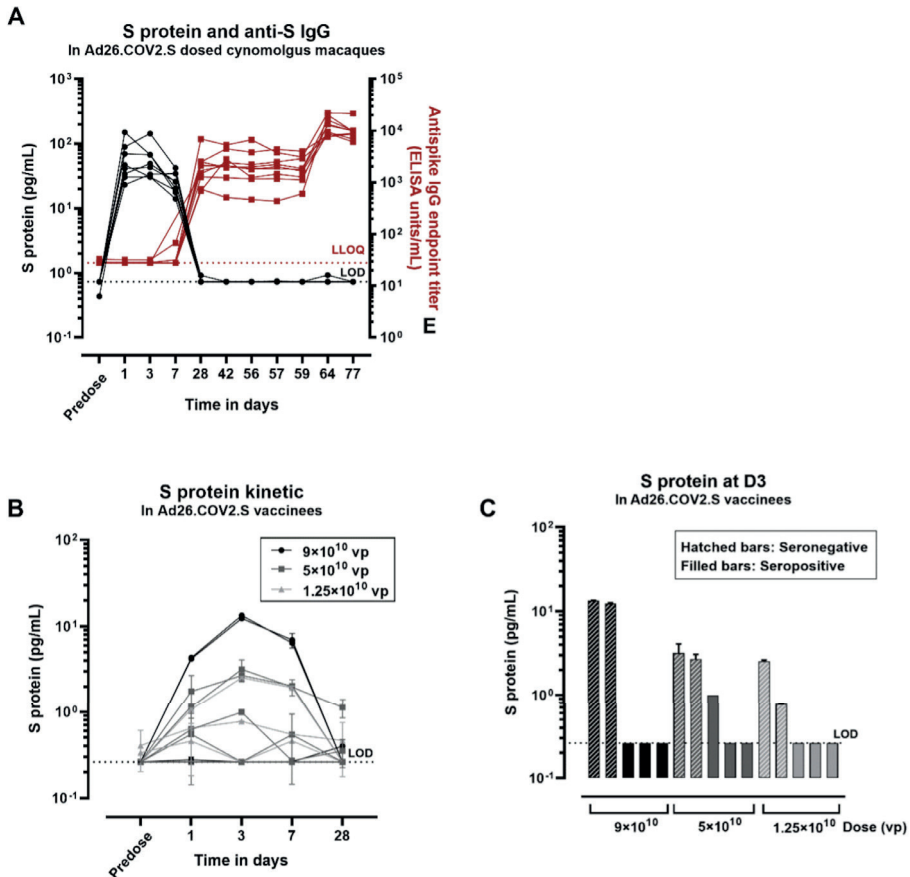 A
S protein and anti-S IgG
In Ad26.COV2.S dosed cynomolgus macaques
10³
10²
10¹
10⁰
10⁻¹
S protein (pg/mL)
10⁵
10⁴
10³
10²
10¹
10⁰
Antispike IgG endpoint titer
(ELISA units/mL)
LLOQ
LOD
E
Predose 1 3 7 28 42 56 57 59 64 77
Time in days
B
S protein kinetic
In Ad26.COV2.S vaccinees
9×10¹⁰ vp
5×10¹⁰ vp
1.25×10¹⁰ vp
10²
10¹
10⁰
10⁻¹
S protein (pg/mL)
LOD
Predose 1 3 7 28
Time in days
C
S protein at D3
In Ad26.COV2.S vaccinees
Hatched bars: Seronegative
Filled bars: Seropositive
10²
10¹
10⁰
10⁻¹
S protein (pg/mL)
LOD
9×10¹⁰ 5×10¹⁰ 1.25×10¹⁰ Dose (vp)